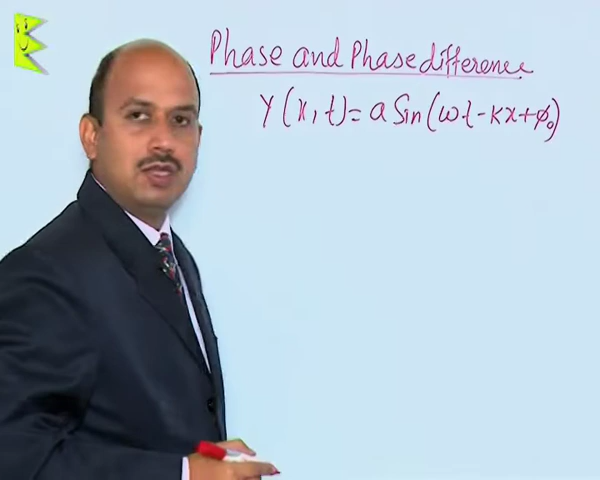 Phase and Phase difference
Y(x,t)=a Sin(ωt-Kx+φ₀)